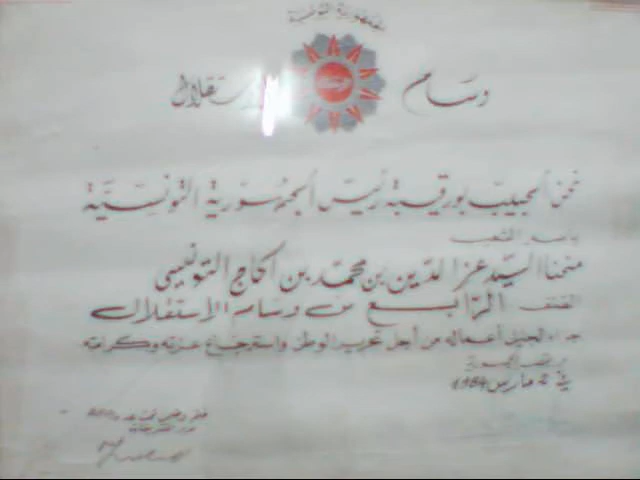 الجمهورية التونسية
وسام الاستقلال
نحن الحبيب بورقيبة رئيس الجمهورية التونسية
باسم الشعب
منحنا السيد عز الدين بن محمد بن الحاج التونسي
الصنف الرابع من وسام الاستقلال
جزاء لجليل أعماله من أجل تحرير الوطن واسترجاع عزته وكرامته
في 2 مارس 1984